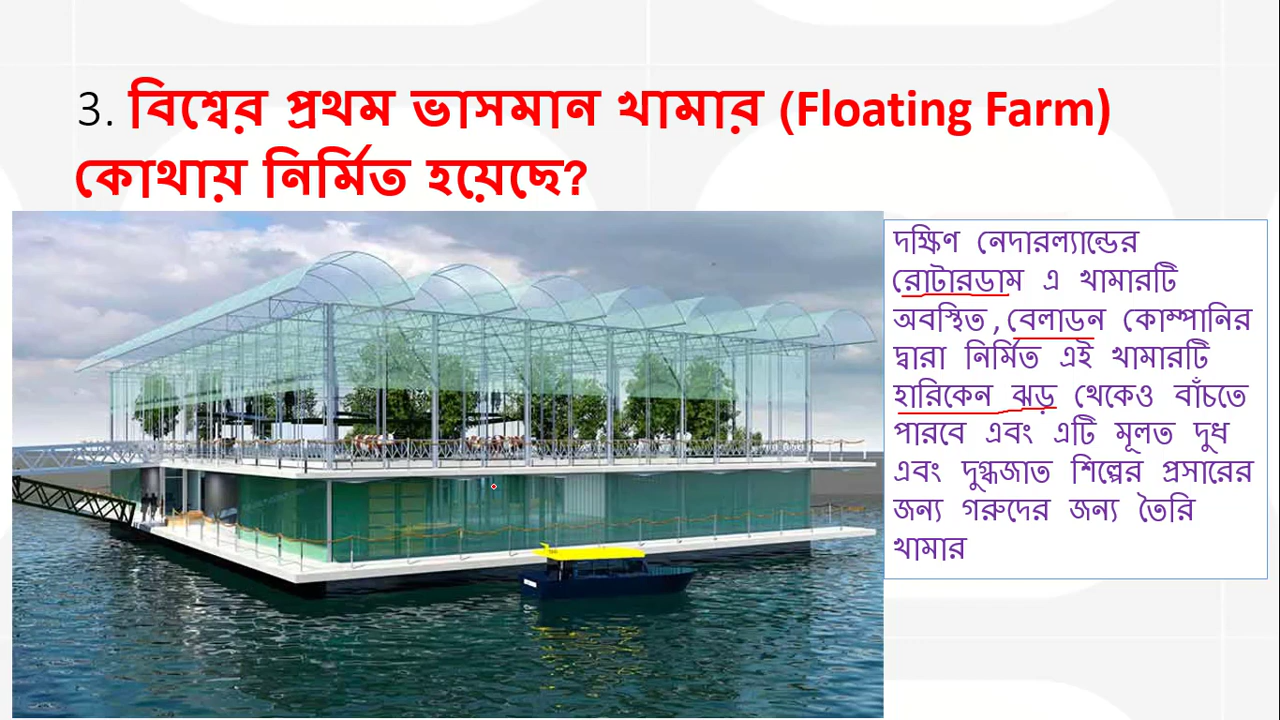 3. বিশ্বের প্রথম ভাসমান খামার (Floating Farm)
কোথায় নির্মিত হয়েছে?
দক্ষিণ নেদারল্যান্ডের
রোটারডাম এ খামারটি
অবস্থিত,বেলাডন কোম্পানির
দ্বারা নির্মিত এই খামারটি
হারিকেন ঝড় থেকেও বাঁচতে
পারবে এবং এটি মূলত দুধ
এবং দুগ্ধজাত শিল্পের প্রসারের
জন্য গরুদের জন্য তৈরি
খামার